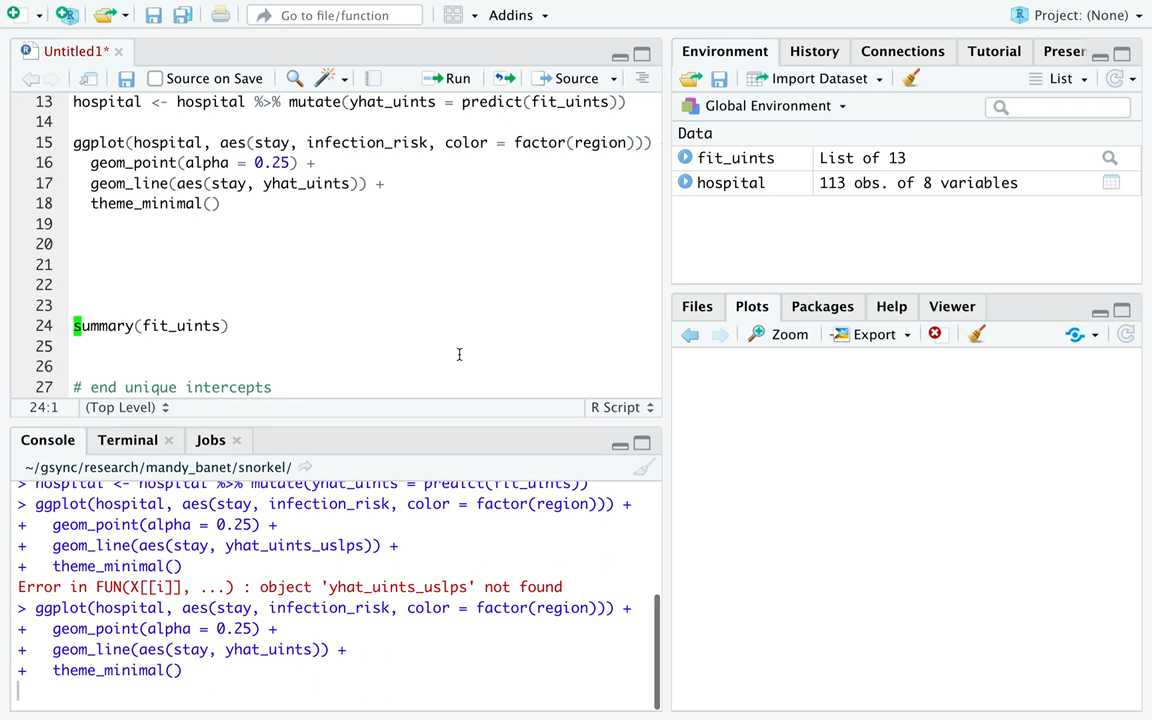 Go to file/function
Addins
Project: (None)
Untitled1*
Source on Save
Run
Source
13 hospital <- hospital %>% mutate(yhat_uints = predict(fit_uints))
14
15 ggplot(hospital, aes(stay, infection_risk, color = factor(region)))
16 geom_point(alpha = 0.25) +
17 geom_line(aes(stay, yhat_uints)) +
18 theme_minimal()
19
20
21
22
23
24 summary(fit_uints)
25
26
27 # end unique intercepts
24:1 (Top Level) R Script
Console Terminal Jobs
~/gsync/research/mandy_banet/snorkel/
> hospital <- hospital %>% mutate(yhat_uints = predict(fit_uints))
> ggplot(hospital, aes(stay, infection_risk, color = factor(region))) +
+ geom_point(alpha = 0.25) +
+ geom_line(aes(stay, yhat_uints_uslps)) +
+ theme_minimal()
Error in FUN(X[[i]], ...) : object 'yhat_uints_uslps' not found
> ggplot(hospital, aes(stay, infection_risk, color = factor(region))) +
+ geom_point(alpha = 0.25) +
+ geom_line(aes(stay, yhat_uints)) +
+ theme_minimal()
Environment History Connections Tutorial Presen
Import Dataset List
Global Environment
Data
fit_uints List of 13
hospital 113 obs. of 8 variables
Files Plots Packages Help Viewer
Zoom Export